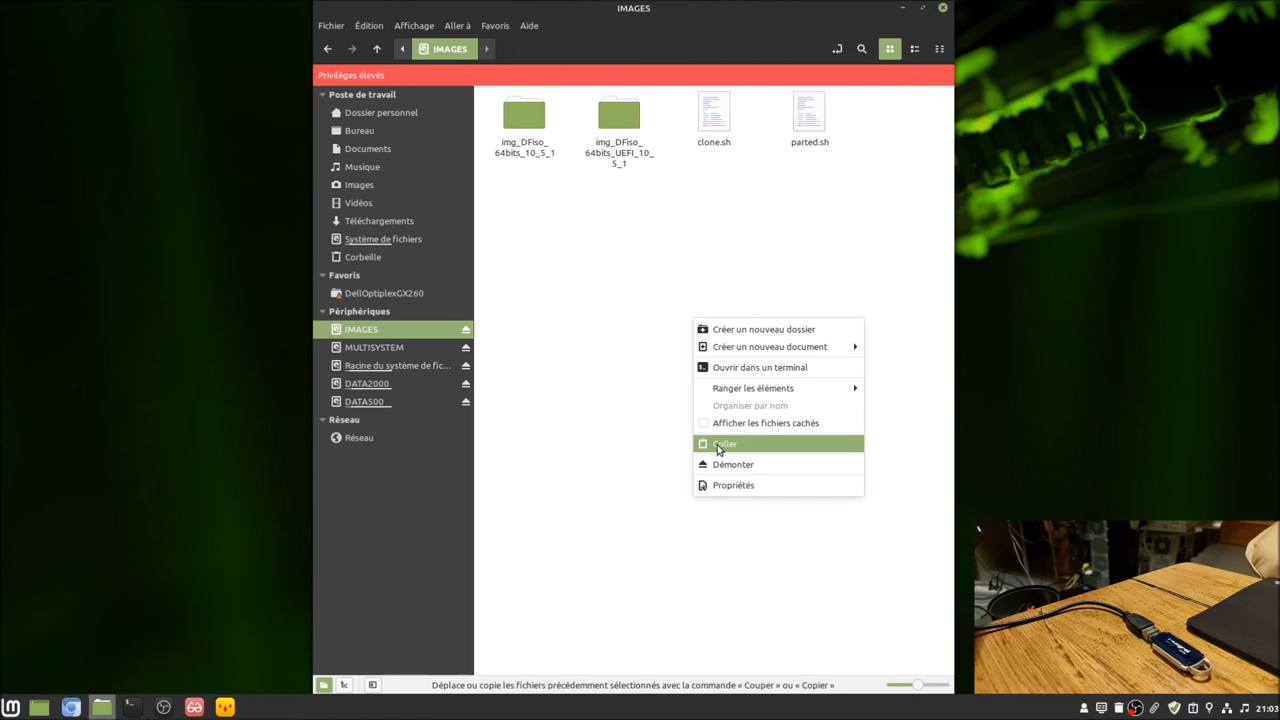 IMAGES
Fichier Édition Affichage Aller à Favoris Aide
IMAGES
Privilèges élevés
Poste de travail
Dossier personnel
Bureau
Documents
Musique
Images
Vidéos
Téléchargements
Système de fichiers
Corbeille
Favoris
DellOptiplexGX260
Périphériques
IMAGES
MULTISYSTEM
Racine du système de fic...
DATA2000
DATA500
Réseau
Réseau
img_DFiso_
64bits_10_5_1
img_DFiso_
64bits_UEFI_10_
5_1
clone.sh
parted.sh
Créer un nouveau dossier
Créer un nouveau document
Ouvrir dans un terminal
Ranger les éléments
Organiser par nom
Afficher les fichiers cachés
Coller
Démonter
Propriétés
Déplace ou copie les fichiers précédemment sélectionnés avec la commande « Couper » ou « Copier »
21:03